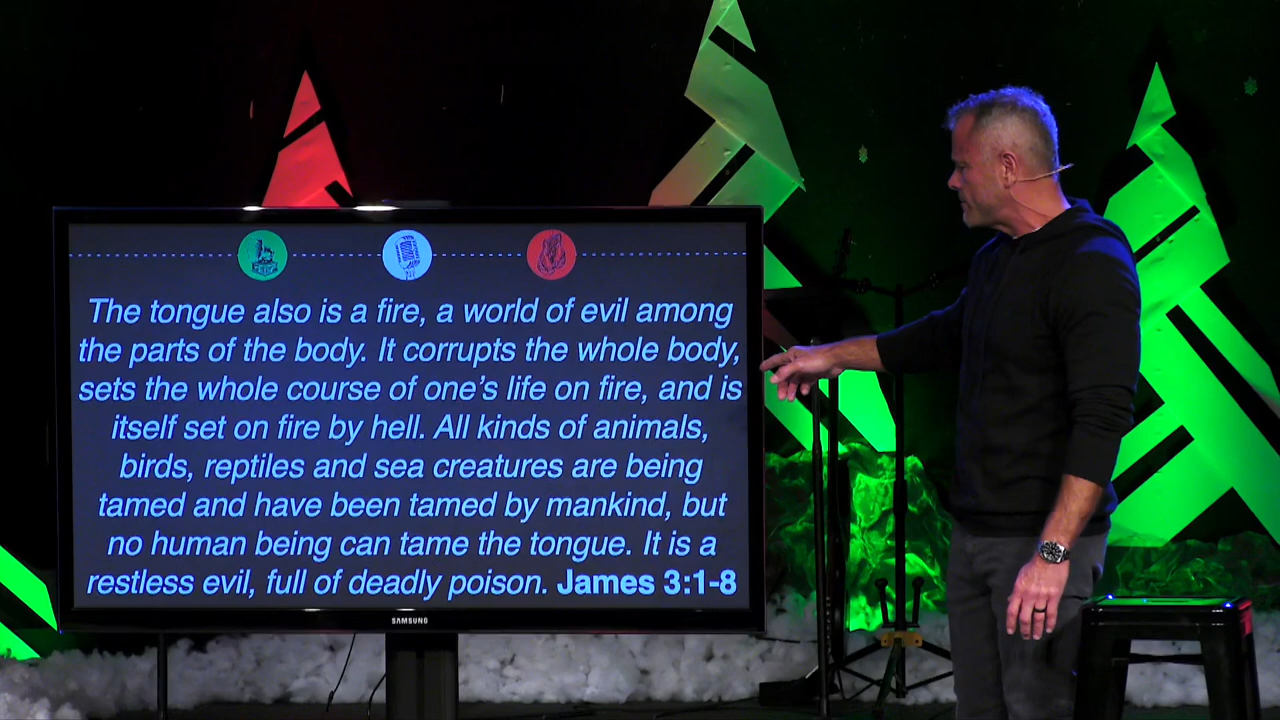 The tongue also is a fire, a world of evil among
the parts of the body. It corrupts the whole body,
sets the whole course of one’s life on fire, and is
itself set on fire by hell. All kinds of animals,
birds, reptiles and sea creatures are being
tamed and have been tamed by mankind, but
no human being can tame the tongue. It is a
restless evil, full of deadly poison. James 3:1-8
SAMSUNG